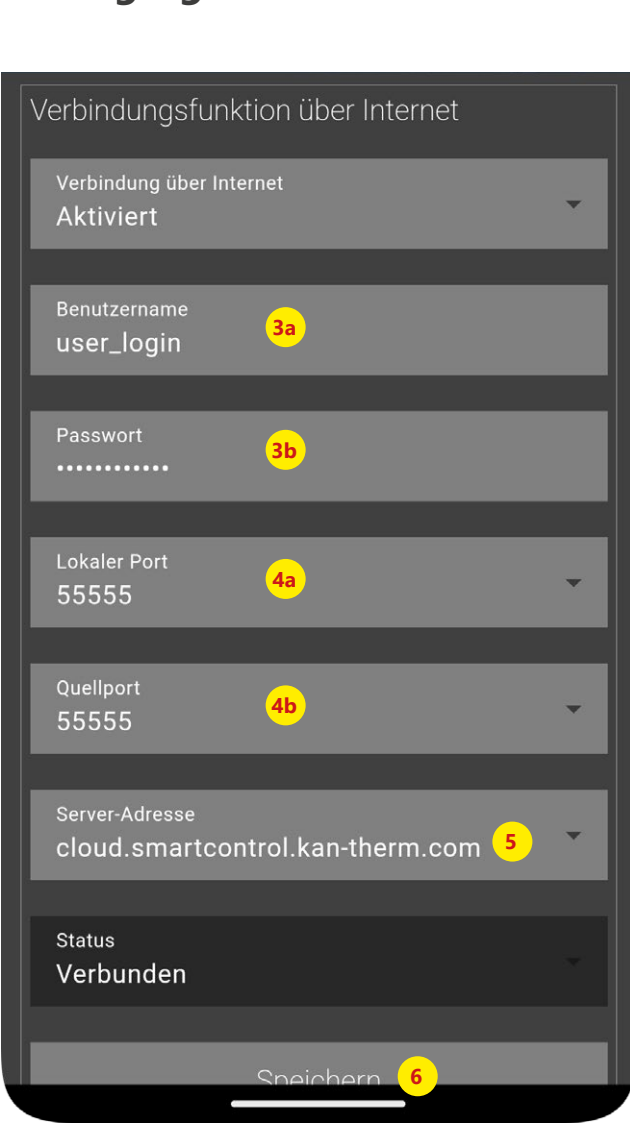 Verbindungsfunktion über Internet
Verbindung über Internet
Aktiviert
Benutzername
user_login
3a
Passwort
••••••••••••
3b
Lokaler Port
55555
4a
Quellport
55555
4b
Server-Adresse
cloud.smartcontrol.kan-therm.com
5
Status
Verbunden
Speichern
6